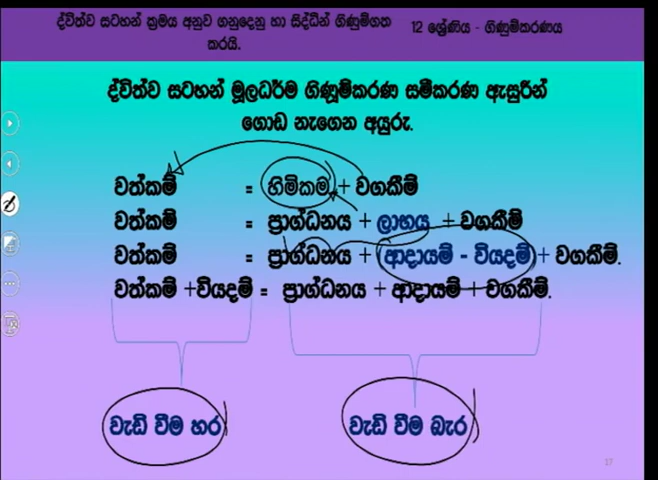 ද්විත්ව සටහන් ක්‍රමය අනුව ගනුදෙනු හා සිද්ධීන් ගිණුම්ගත
කරයි.
12 ශ්‍රේණිය - ගිණුම්කරණය
ද්විත්ව සටහන් මූලධර්ම ගිණුම්කරණ සමීකරණ ඇසුරින්
ගොඩ නැගෙන අයුරු.
වත්කම් = හිමිකම + වගකීම්
වත්කම් = ප්‍රාග්ධනය + ලාභය + වගකීම්
වත්කම් = ප්‍රාග්ධනය + (ආදායම් - වියදම්) + වගකීම්.
වත්කම් +වියදම් = ප්‍රාග්ධනය + ආදායම් + වගකීම්.
වැඩි වීම හර
වැඩි වීම බැර
17